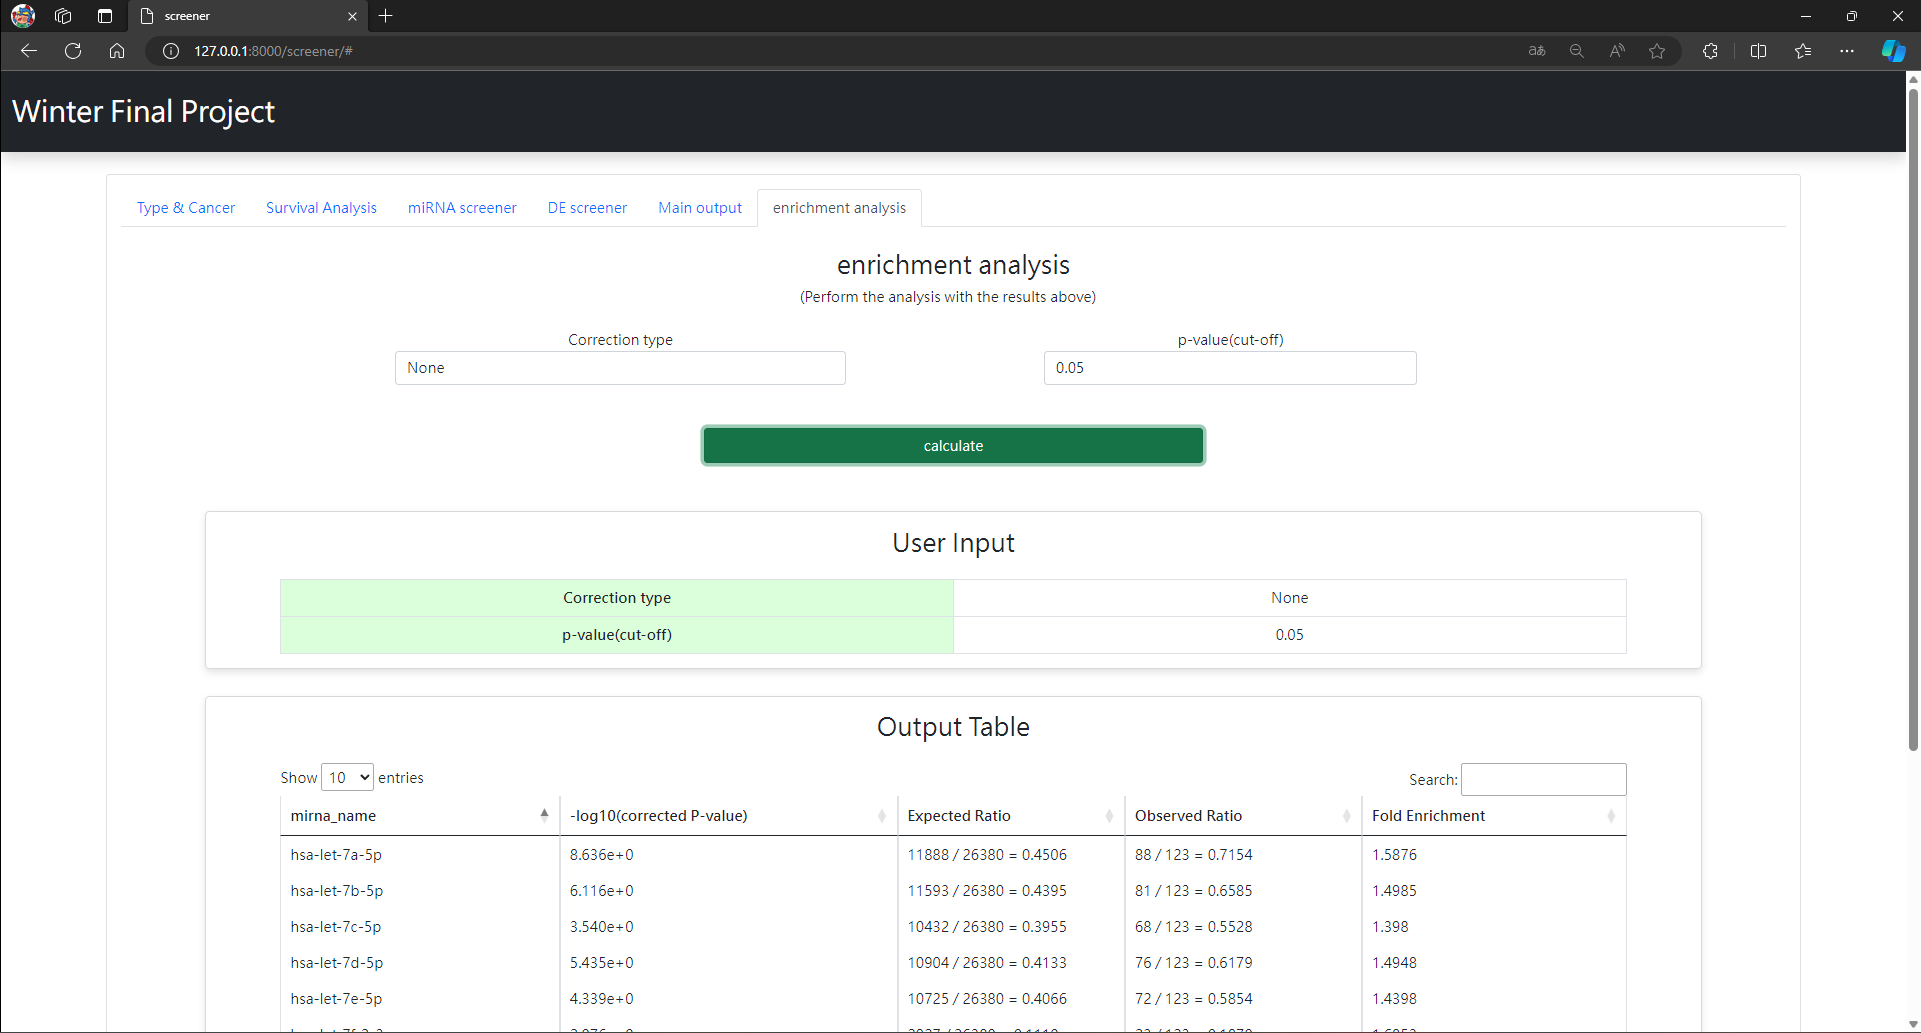 screener
127.0.0.1:8000/screener/#
Winter Final Project
Type & Cancer
Survival Analysis
miRNA screener
DE screener
Main output
enrichment analysis
enrichment analysis
(Perform the analysis with the results above)
Correction type
p-value(cut-off)
None
0.05
calculate
User Input
Correction type None
p-value(cut-off) 0.05
Output Table
Show 10 entries
Search:
mirna_name -log10(corrected P-value) Expected Ratio Observed Ratio Fold Enrichment
hsa-let-7a-5p 8.636e+0 11888 / 26380 = 0.4506 88 / 123 = 0.7154 1.5876
hsa-let-7b-5p 6.116e+0 11593 / 26380 = 0.4395 81 / 123 = 0.6585 1.4985
hsa-let-7c-5p 3.540e+0 10432 / 26380 = 0.3955 68 / 123 = 0.5528 1.398
hsa-let-7d-5p 5.435e+0 10904 / 26380 = 0.4133 76 / 123 = 0.6179 1.4948
hsa-let-7e-5p 4.339e+0 10725 / 26380 = 0.4066 72 / 123 = 0.5854 1.4398